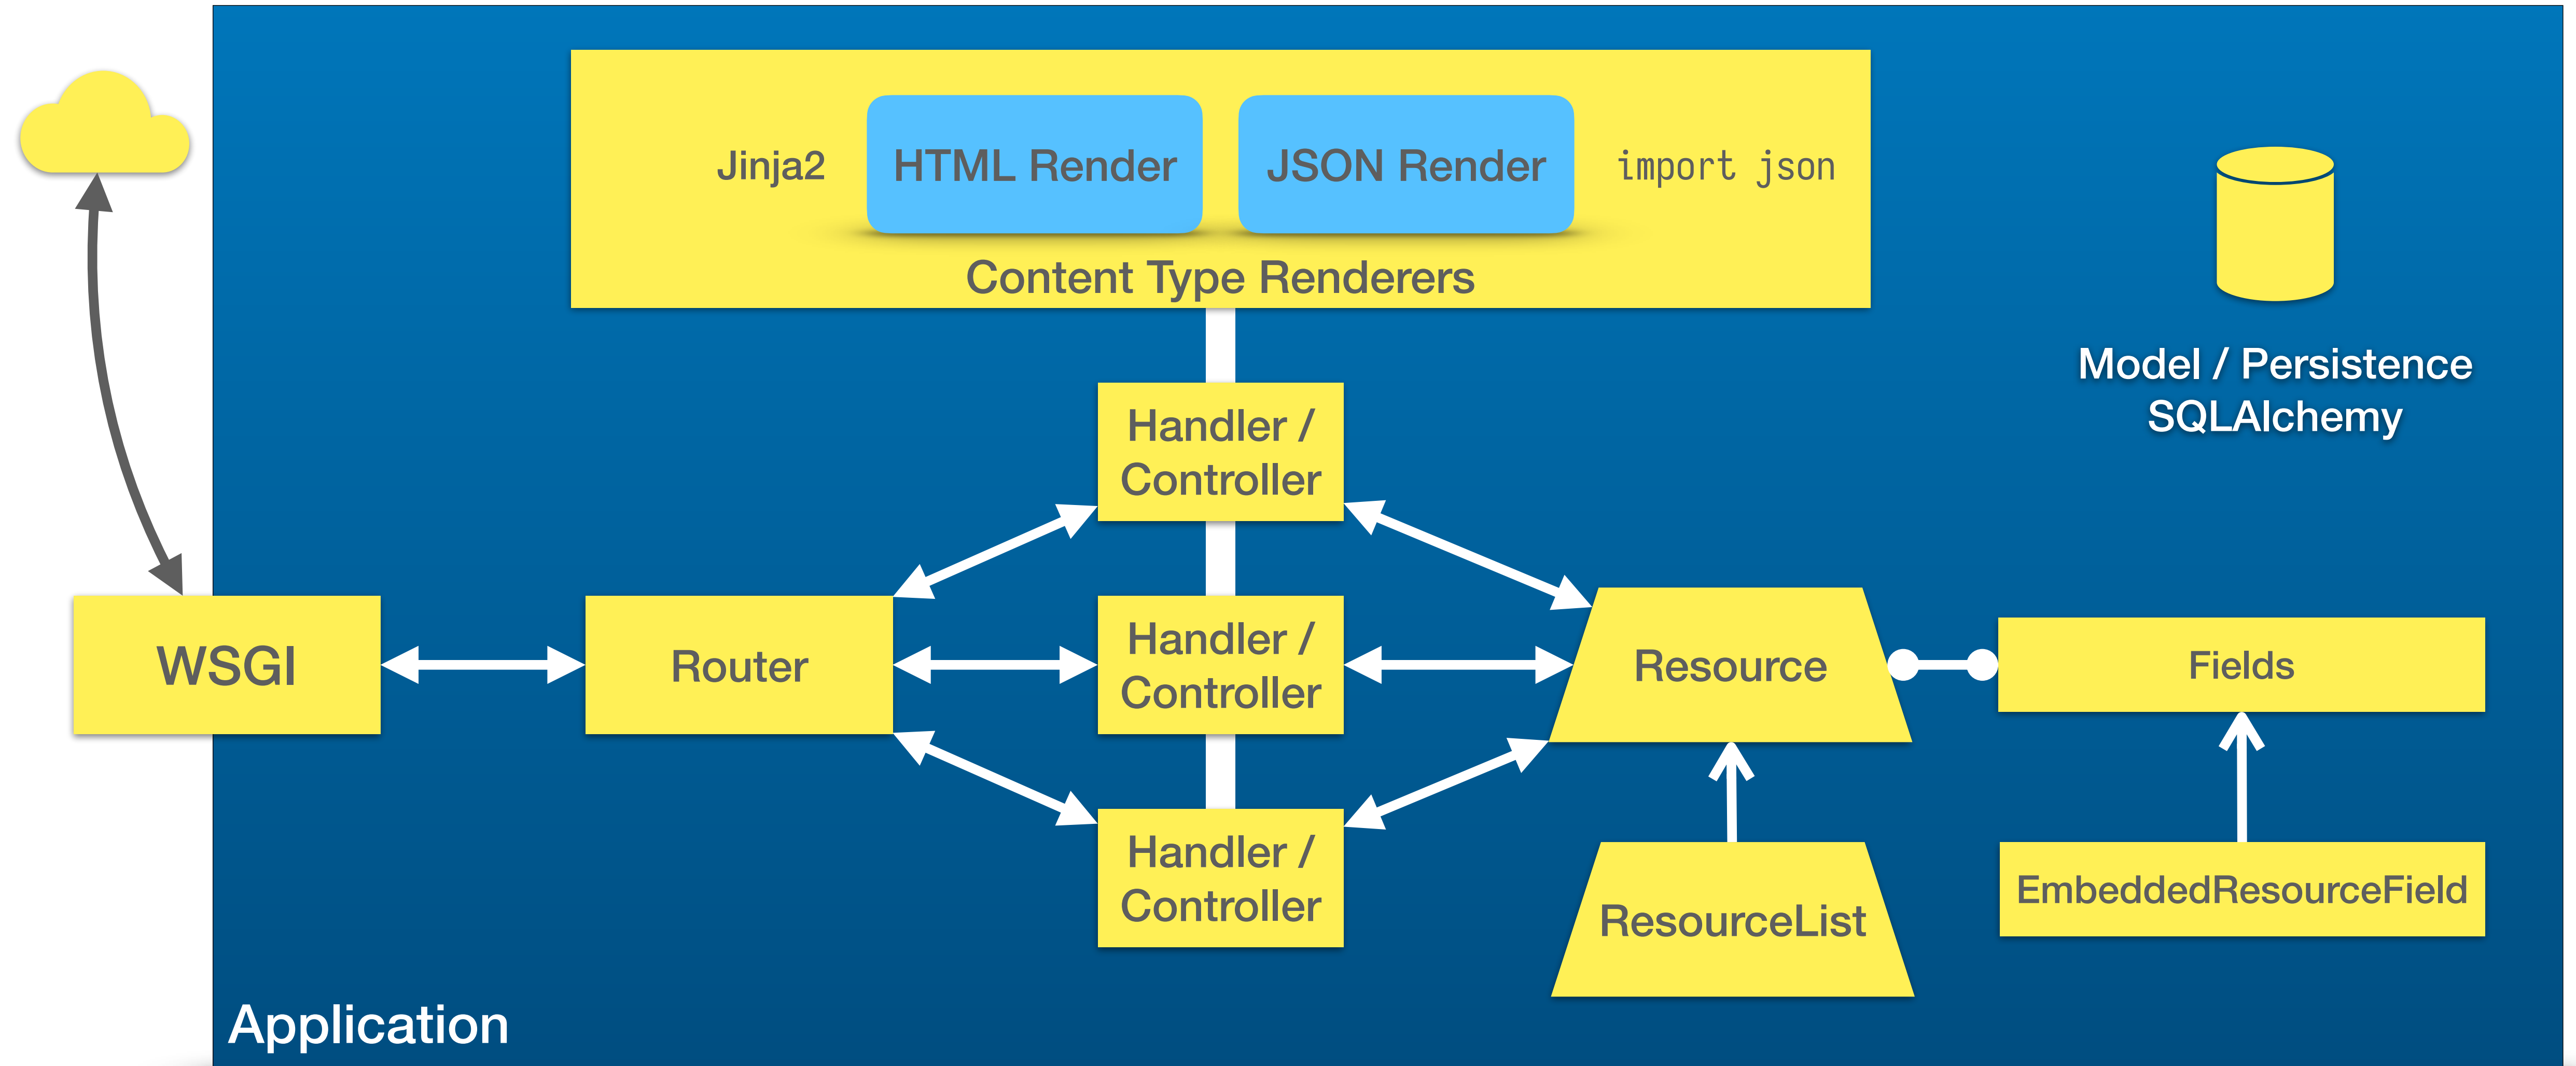 Jinja2
HTML Render
JSON Render
import json
Content Type Renderers
Model / Persistence
SQLAlchemy
Handler /
Controller
WSGI
Router
Handler /
Controller
Resource
Fields
Handler /
Controller
ResourceList
EmbeddedResourceField
Application